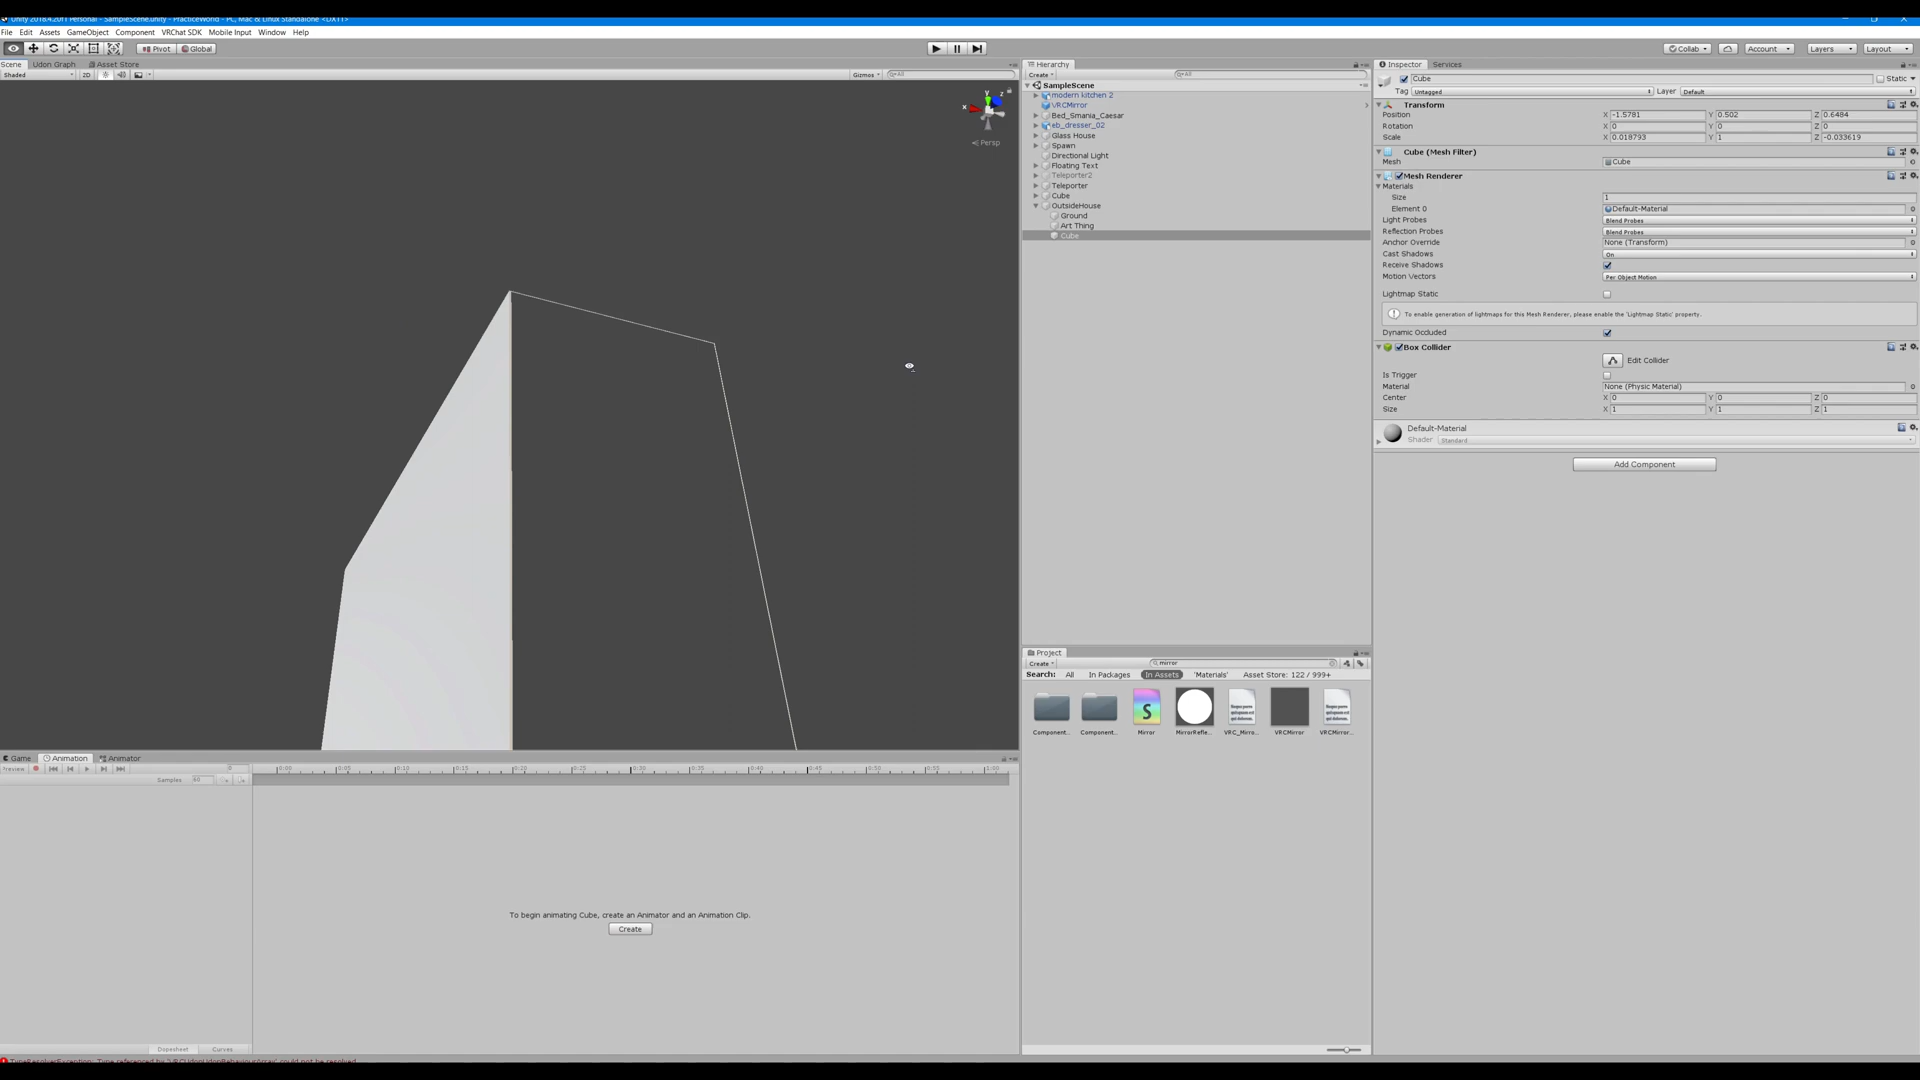 Unity 2018.4.20f1 Personal - SampleScene.unity - PracticeWorld - PC, Mac & Linux Standalone <DX11>
File Edit Assets GameObject Component VRChat SDK Mobile Input Window Help
Pivot Global
Collab Account Layers Layout
Scene Udon Graph Asset Store
Shaded 2D Gizmos All
y z x
Persp
Hierarchy
Create All
SampleScene
modern kitchen 2
VRCMirror
Bed_Smania_Caesar
eb_dresser_02
Glass House
Spawn
Directional Light
Floating Text
Teleporter2
Teleporter
Cube
OutsideHouse
Ground
Art Thing
Cube
Inspector Services
Cube Static
Tag Untagged Layer Default
Transform
Position X -1.5781 Y 0.502 Z 0.6484
Rotation X 0 Y 0 Z 0
Scale X 0.018793 Y 1 Z -0.033619
Cube (Mesh Filter)
Mesh Cube
Mesh Renderer
Materials
Size 1
Element 0 Default-Material
Light Probes Blend Probes
Reflection Probes Blend Probes
Anchor Override None (Transform)
Cast Shadows On
Receive Shadows
Motion Vectors Per Object Motion
Lightmap Static
To enable generation of lightmaps for this Mesh Renderer, please enable the 'Lightmap Static' property.
Dynamic Occluded
Box Collider
Edit Collider
Is Trigger
Material None (Physic Material)
Center X 0 Y 0 Z 0
Size X 1 Y 1 Z 1
Default-Material
Shader Standard
Add Component
Project
Create mirror
Search: All In Packages In Assets 'Materials' Asset Store: 122 / 999+
S
Component... Component... Mirror MirrorRefle... VRC_Mirro... VRCMirror VRCMirror...
Game Animation Animator
Preview 0 0:00 0:05 0:10 0:15 0:20 0:25 0:30 0:35 0:40 0:45 0:50 0:55 1:00
Samples 60
To begin animating Cube, create an Animator and an Animation Clip.
Create
Dopesheet Curves